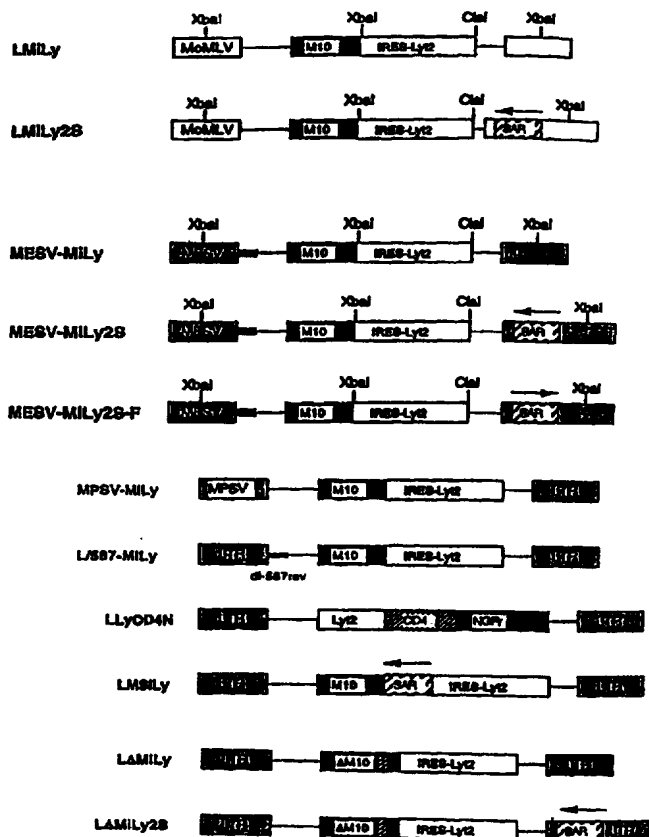 XbaI XbaI ClaI XbaI
LMiLy MoMLV M10 IRES-Lyt2
XbaI XbaI ClaI XbaI
LMiLy2S MoMLV M10 IRES-Lyt2 SAR
XbaI XbaI ClaI XbaI
MESV-MiLy MESV M10 IRES-Lyt2
XbaI XbaI ClaI XbaI
MESV-MiLy2S MESV M10 IRES-Lyt2 SAR
XbaI XbaI ClaI XbaI
MESV-MiLy2S-F MESV M10 IRES-Lyt2 SAR
MPSV-MiLy MPSV M10 IRES-Lyt2
L/587-MiLy M10 IRES-Lyt2
dl-587rev
LLyCD4N Lyt2 CD4 NGFr
LMSiLy M10 SAR IRES-Lyt2
LΔMiLy ΔM10 IRES-Lyt2
LΔMiLy2S ΔM10 IRES-Lyt2 SAR